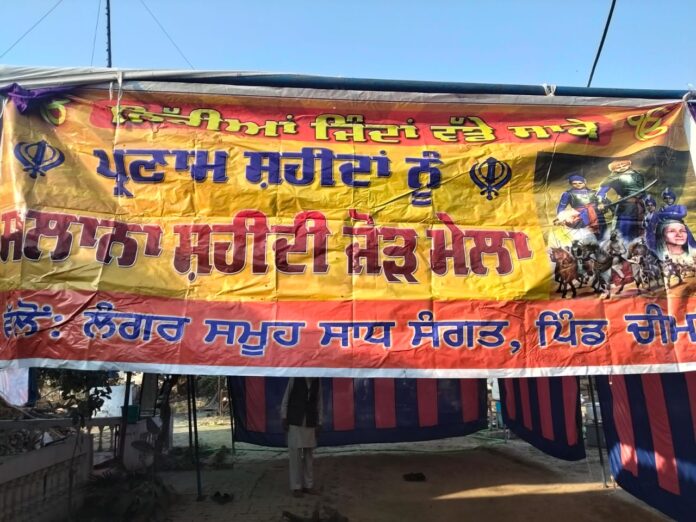 ਨਿੱਕੀਆਂ ਜਿੰਦਾਂ ਵੱਡੇ ਸਾਕੇ
ਪ੍ਰਣਾਮ ਸ਼ਹੀਦਾਂ ਨੂੰ
ਸਲਾਨਾ ਸ਼ਹੀਦੀ ਜੋੜ ਮੇਲਾ
ਵੱਲੋਂ: ਲੰਗਰ ਸਮੂਹ ਸਾਧ ਸੰਗਤ, ਪਿੰਡ ਚੀਮਾ